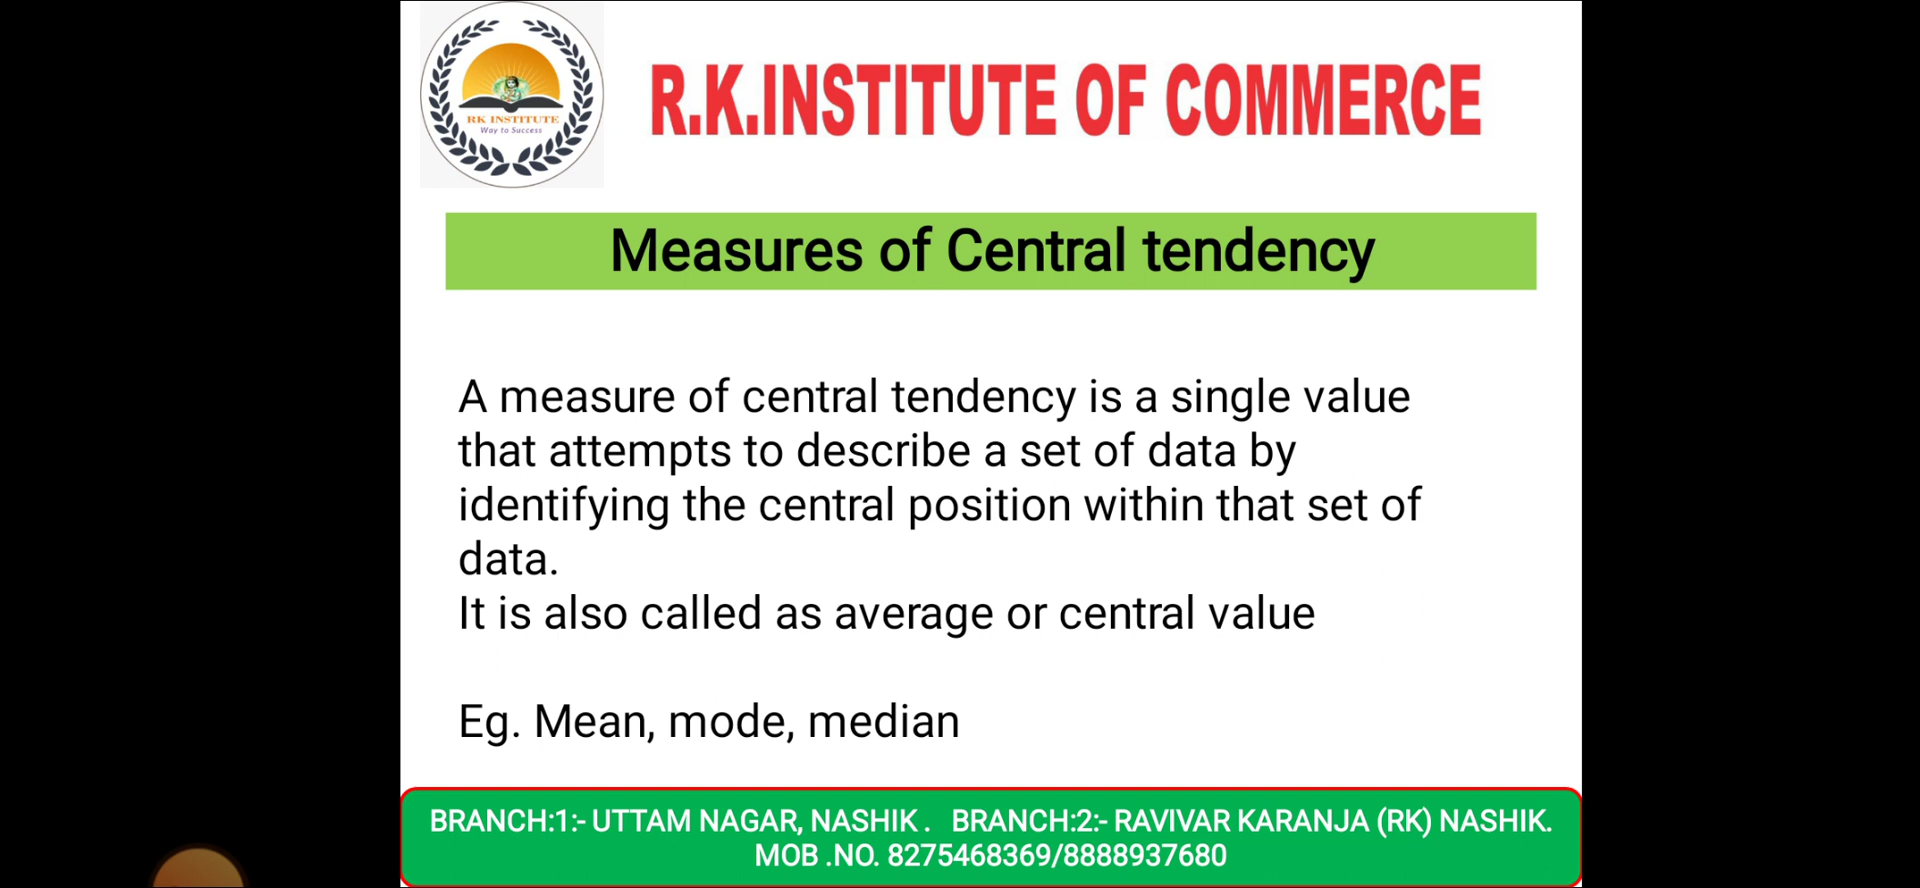 RK INSTITUTE
Way to Success
R.K.INSTITUTE OF COMMERCE
Measures of Central tendency
A measure of central tendency is a single value
that attempts to describe a set of data by
identifying the central position within that set of
data.
It is also called as average or central value
Eg. Mean, mode, median
BRANCH:1:- UTTAM NAGAR, NASHIK . BRANCH:2:- RAVIVAR KARANJA (RK) NASHIK.
MOB .NO. 8275468369/8888937680